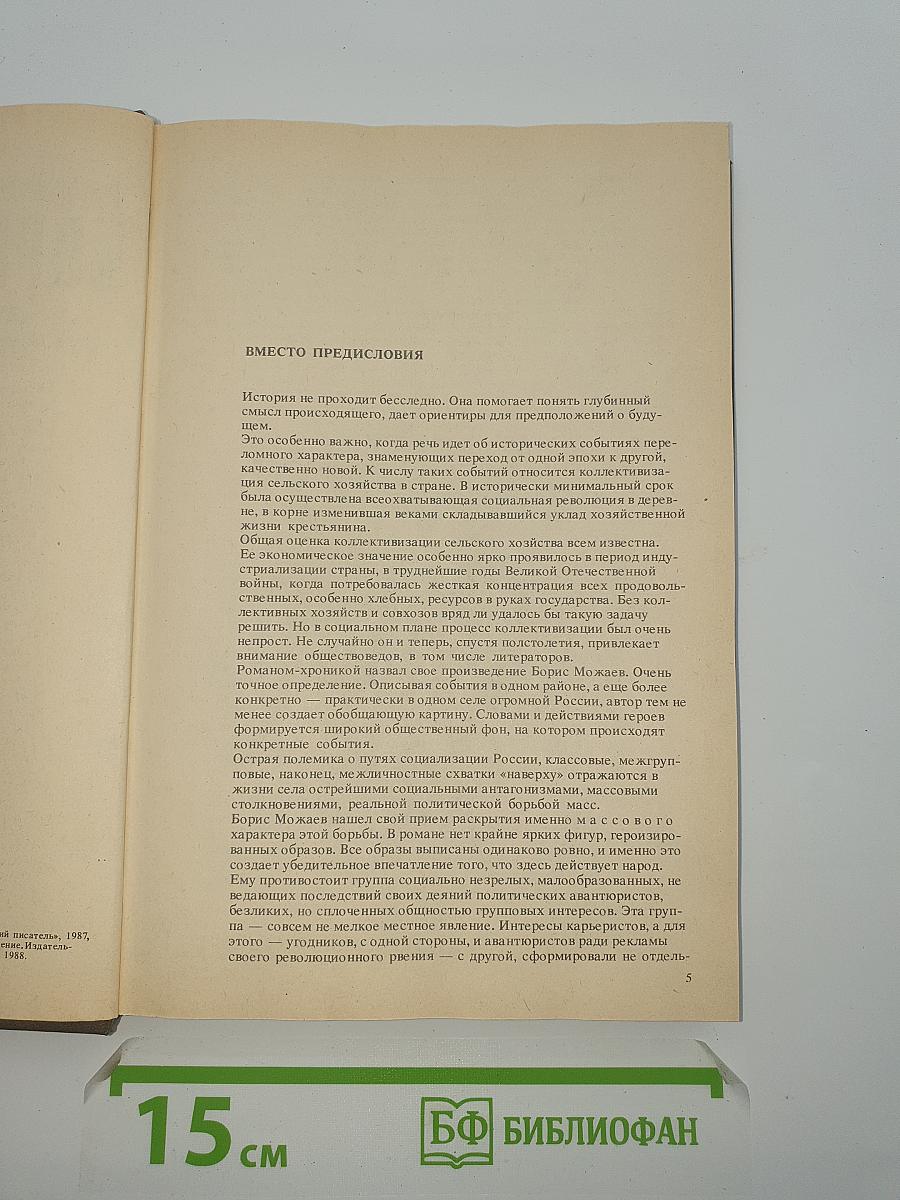 ВМЕСТО ПРЕДИСЛОВИЯ
История не проходит бесследно. Она помогает понять глубинный
смысл происходящего, дает ориентиры для предположений о буду-
щем.
Это особенно важно, когда речь идет об исторических событиях пере-
ломного характера, знаменующих переход от одной эпохи к другой,
качественно новой. К числу таких событий относится коллективиза-
ция сельского хозяйства в стране. В исторически минимальный срок
была осуществлена всеохватывающая социальная революция в дерев-
не, в корне изменившая веками складывавшийся уклад хозяйственной
жизни крестьянина.
Общая оценка коллективизации сельского хозйства всем известна.
Ее экономическое значение особенно ярко проявилось в период инду-
стриализации страны, в труднейшие годы Великой Отечественной
войны, когда потребовалась жесткая концентрация всех продоволь-
ственных, особенно хлебных, ресурсов в руках государства. Без кол-
лективных хозяйств и совхозов вряд ли удалось бы такую задачу
решить. Но в социальном плане процесс коллективизации был очень
непрост. Не случайно он и теперь, спустя полстолетия, привлекает
внимание обществоведов, в том числе литераторов.
Романом-хроникой назвал свое произведение Борис Можаев. Очень
точное определение. Описывая события в одном районе, а еще более
конкретно — практически в одном селе огромной России, автор тем не
менее создает обобщающую картину. Словами и действиями героев
формируется широкий общественный фон, на котором происходят
конкретные события.
Острая полемика о путях социализации России, классовые, межгруп-
повые, наконец, межличностные схватки «наверху» отражаются в
жизни села острейшими социальными антагонизмами, массовыми
столкновениями, реальной политической борьбой масс.
Борис Можаев нашел свой прием раскрытия именно м а с с о в о г о
характера этой борьбы. В романе нет крайне ярких фигур, героизиро-
ванных образов. Все образы выписаны одинаково ровно, и именно это
создает убедительное впечатление того, что здесь действует народ.
Ему противостоит группа социально незрелых, малообразованных, не
ведающих последствий своих деяний политических авантюристов,
безликих, но сплоченных общностью групповых интересов. Эта груп-
па — совсем не мелкое местное явление. Интересы карьеристов, а для
этого — угодников, с одной стороны, и авантюристов ради рекламы
своего революционного рвения — с другой, сформировали не отдель-
5
ий писатель», 1987,
ение. Издатель-
1988.
15 см
БФ БИБЛИОФАН